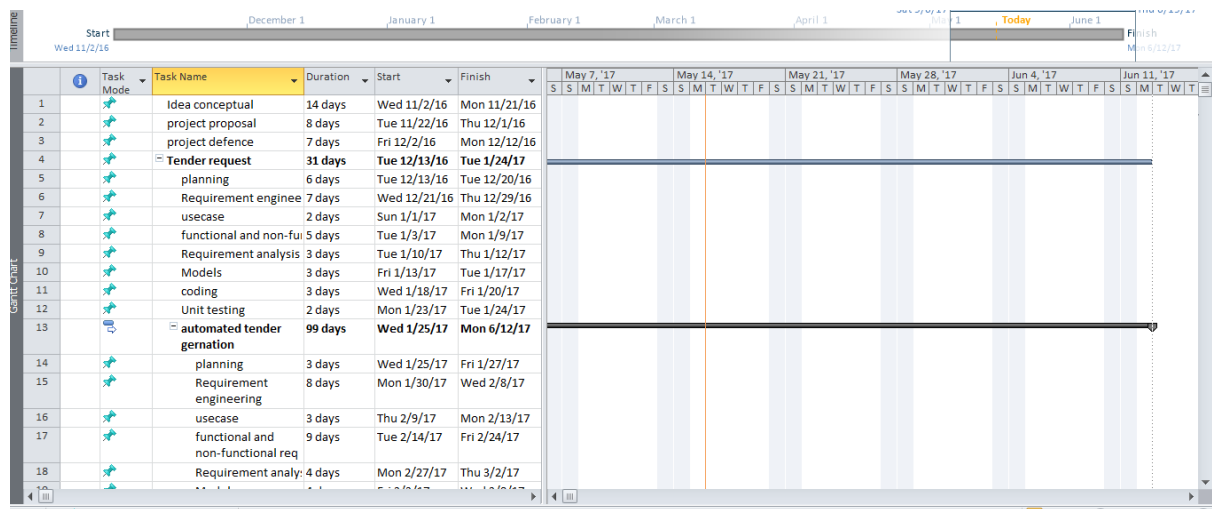 Timeline
December 1 January 1 February 1 March 1 April 1 May 1 Today June 1
Start Finish
Wed 11/2/16 Mon 6/12/17
Task Mode Task Name Duration Start Finish May 7, '17 May 14, '17 May 21, '17 May 28, '17 Jun 4, '17 Jun 11, '17
S S M T W T F S S M T W T F S S M T W T F S S M T W T F S S M T W T F S S M T W T
1 Idea conceptual 14 days Wed 11/2/16 Mon 11/21/16
2 project proposal 8 days Tue 11/22/16 Thu 12/1/16
3 project defence 7 days Fri 12/2/16 Mon 12/12/16
4 Tender request 31 days Tue 12/13/16 Tue 1/24/17
5 planning 6 days Tue 12/13/16 Tue 12/20/16
6 Requirement enginee 7 days Wed 12/21/16 Thu 12/29/16
7 usecase 2 days Sun 1/1/17 Mon 1/2/17
8 functional and non-fu 5 days Tue 1/3/17 Mon 1/9/17
9 Requirement analysis 3 days Tue 1/10/17 Thu 1/12/17
10 Models 3 days Fri 1/13/17 Tue 1/17/17
11 coding 3 days Wed 1/18/17 Fri 1/20/17
12 Unit testing 2 days Mon 1/23/17 Tue 1/24/17
13 automated tender 99 days Wed 1/25/17 Mon 6/12/17
gernation
14 planning 3 days Wed 1/25/17 Fri 1/27/17
15 Requirement 8 days Mon 1/30/17 Wed 2/8/17
engineering
16 usecase 3 days Thu 2/9/17 Mon 2/13/17
17 functional and 9 days Tue 2/14/17 Fri 2/24/17
non-functional req
18 Requirement analy 4 days Mon 2/27/17 Thu 3/2/17
Gantt Chart